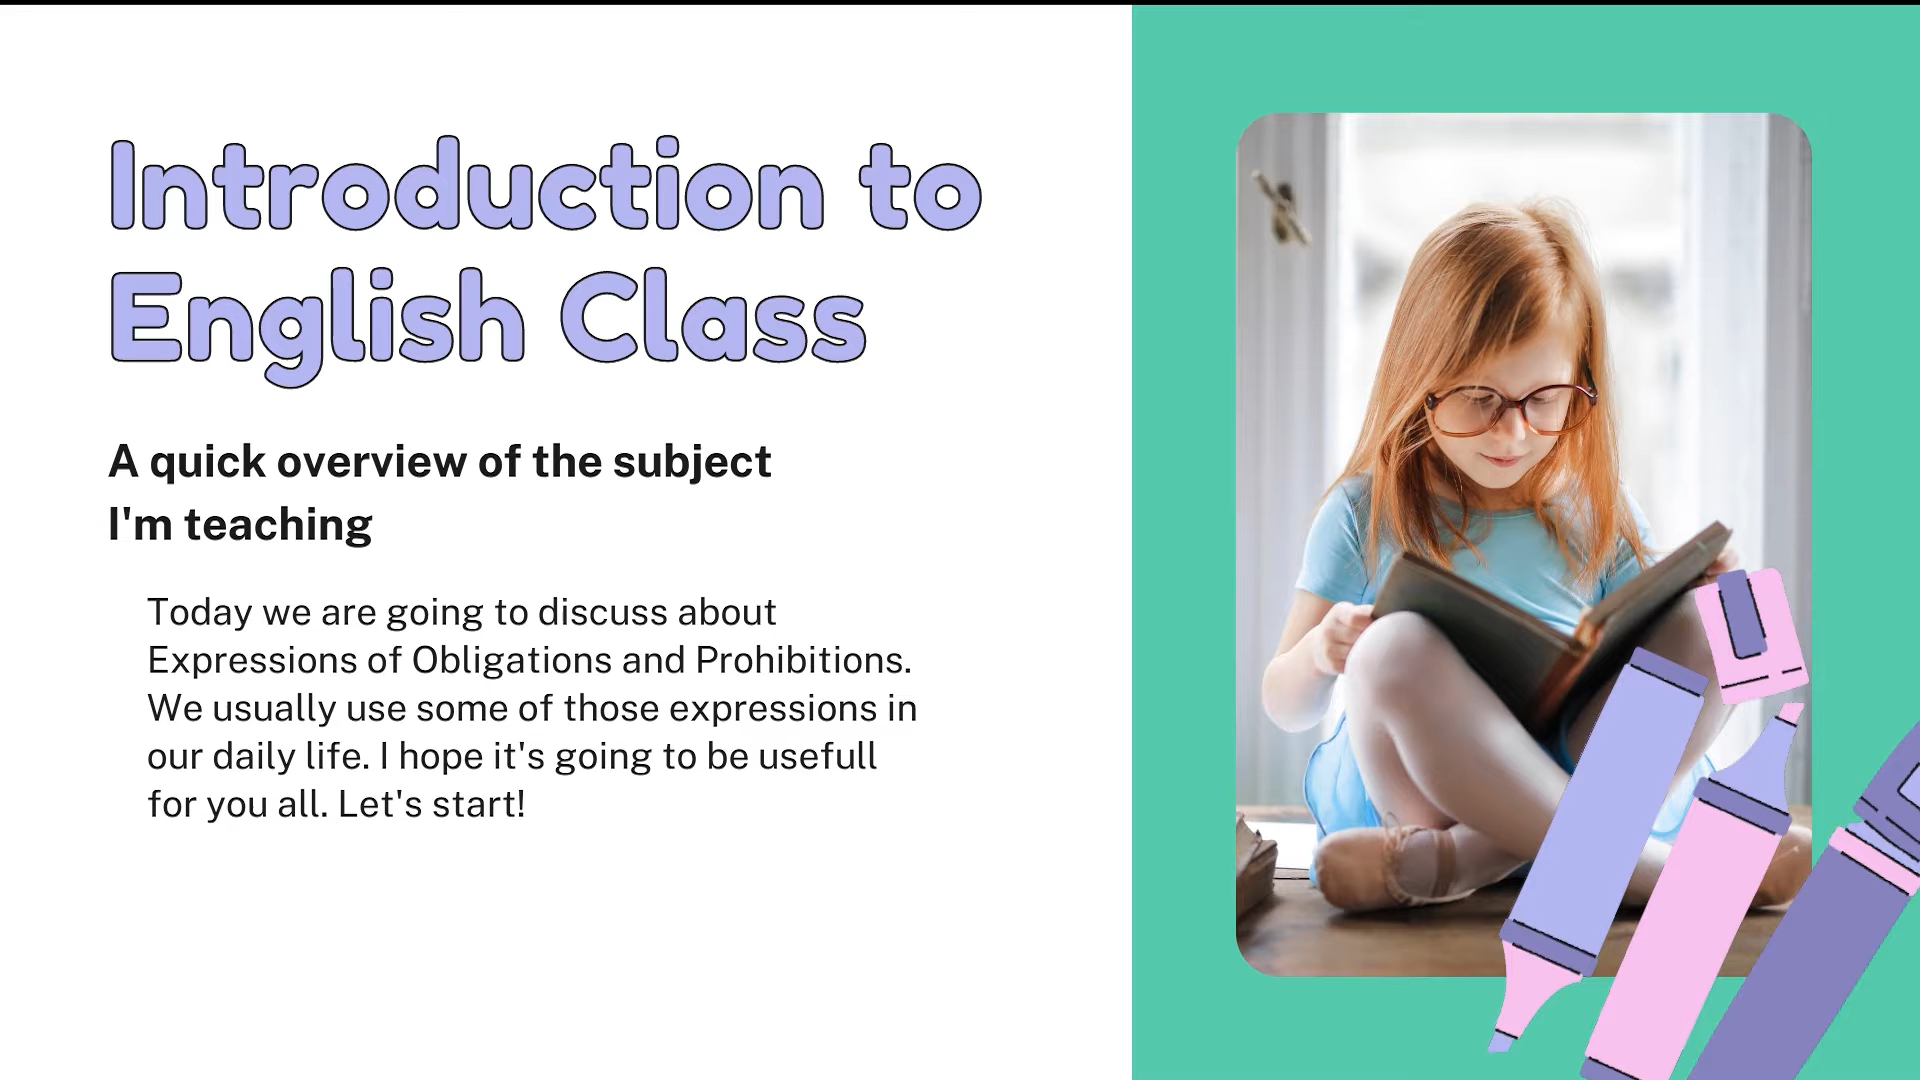 Introduction to
English Class
A quick overview of the subject
I'm teaching
Today we are going to discuss about
Expressions of Obligations and Prohibitions.
We usually use some of those expressions in
our daily life. I hope it's going to be usefull
for you all. Let's start!